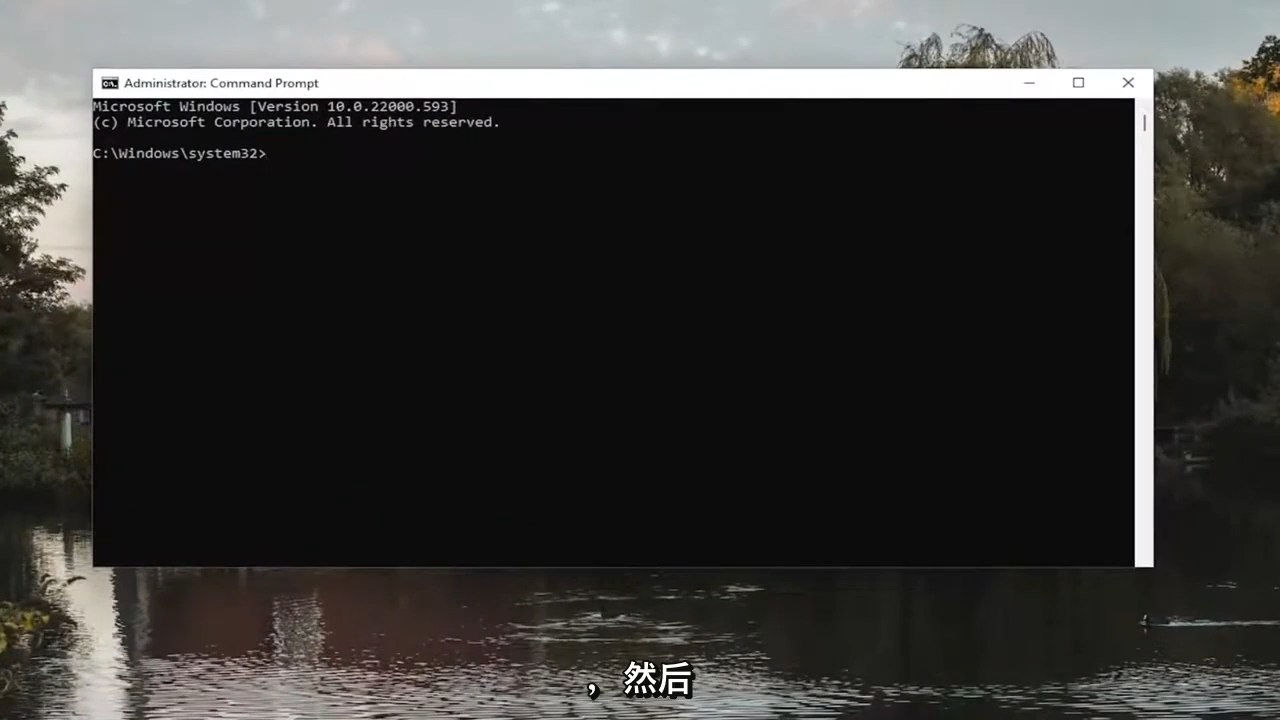 Administrator: Command Prompt
Microsoft Windows [Version 10.0.22000.593]
(c) Microsoft Corporation. All rights reserved.
C:\Windows\system32>
，然后